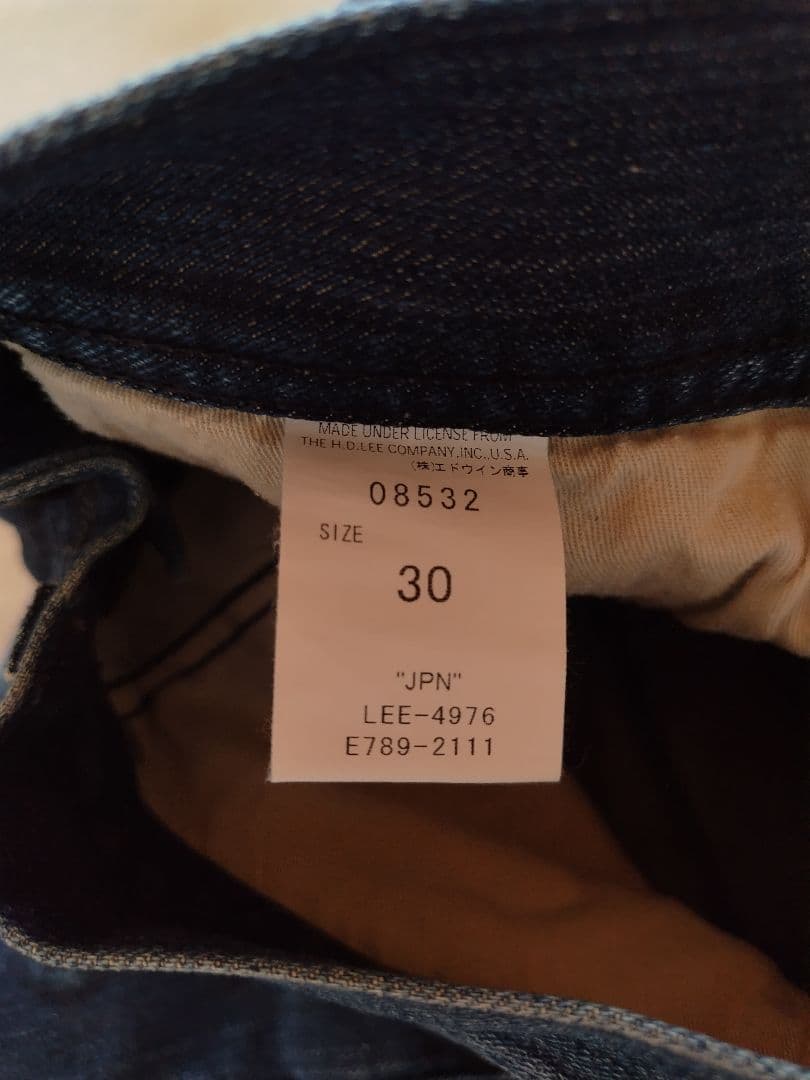 MADE UNDER LICENSE FROM
THE H.D.LEE COMPANY,INC.,U.S.A.
(株)エドウイン商事
08532
SIZE
30
"JPN"
LEE-4976
E789-2111